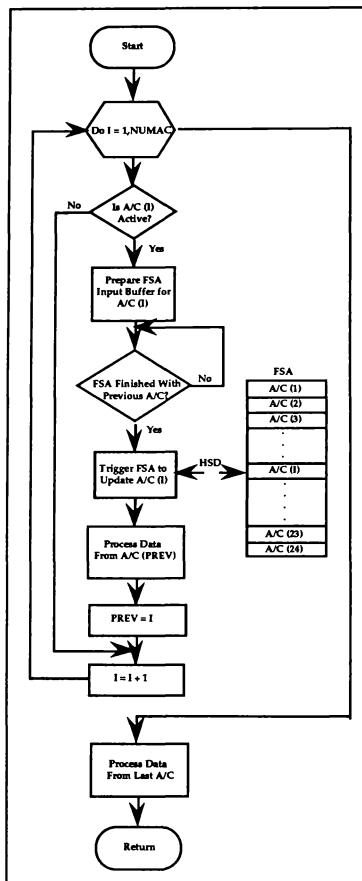 Start
Do I = 1,NUMAC
Is A/C (I)
Active?
No
Yes
Prepare FSA
Input Buffer for
A/C (I)
FSA Finished With
Previous A/C?
No
Yes
Trigger FSA to
Update A/C (I)
HSD
Process Data
From A/C (PREV)
PREV = I
I = I + 1
Process Data
From Last A/C
Return
FSA
A/C (1)
A/C (2)
A/C (3)
A/C (I)
A/C (23)
A/C (24)